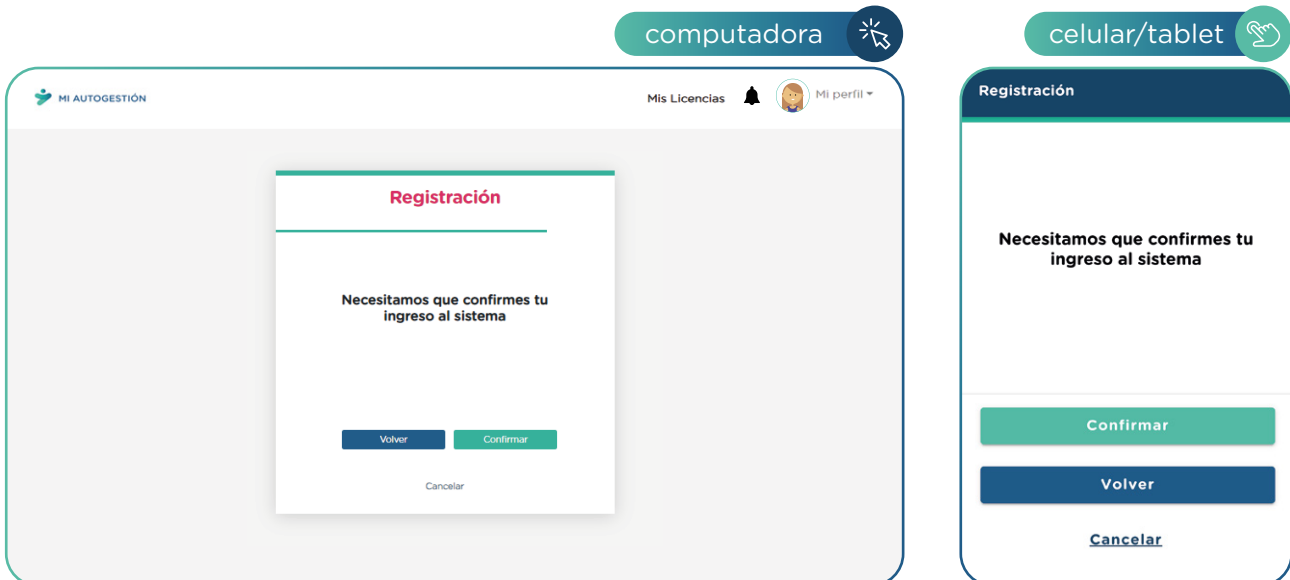 computadora
MI AUTOGESTIÓN
Mis Licencias
Mi perfil
Registración
Necesitamos que confirmes tu
ingreso al sistema
Volver
Confirmar
Cancelar
celular/tablet
Registración
Necesitamos que confirmes tu
ingreso al sistema
Confirmar
Volver
Cancelar